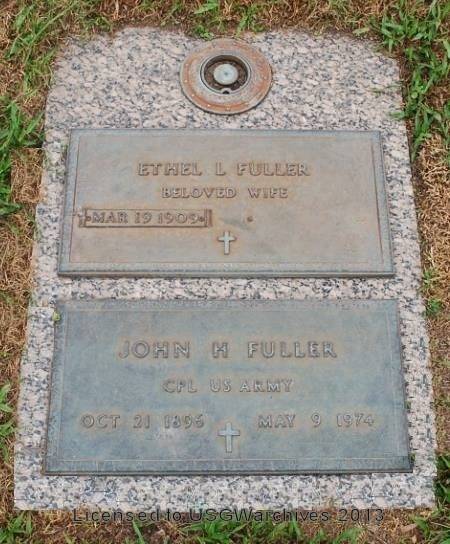 ETHEL L FULLER
BELOVED WIFE
MAR 19 1909
JOHN H FULLER
CPL US ARMY
OCT 21 1896 MAY 9 1974
Licensed to USGWarchives 2013